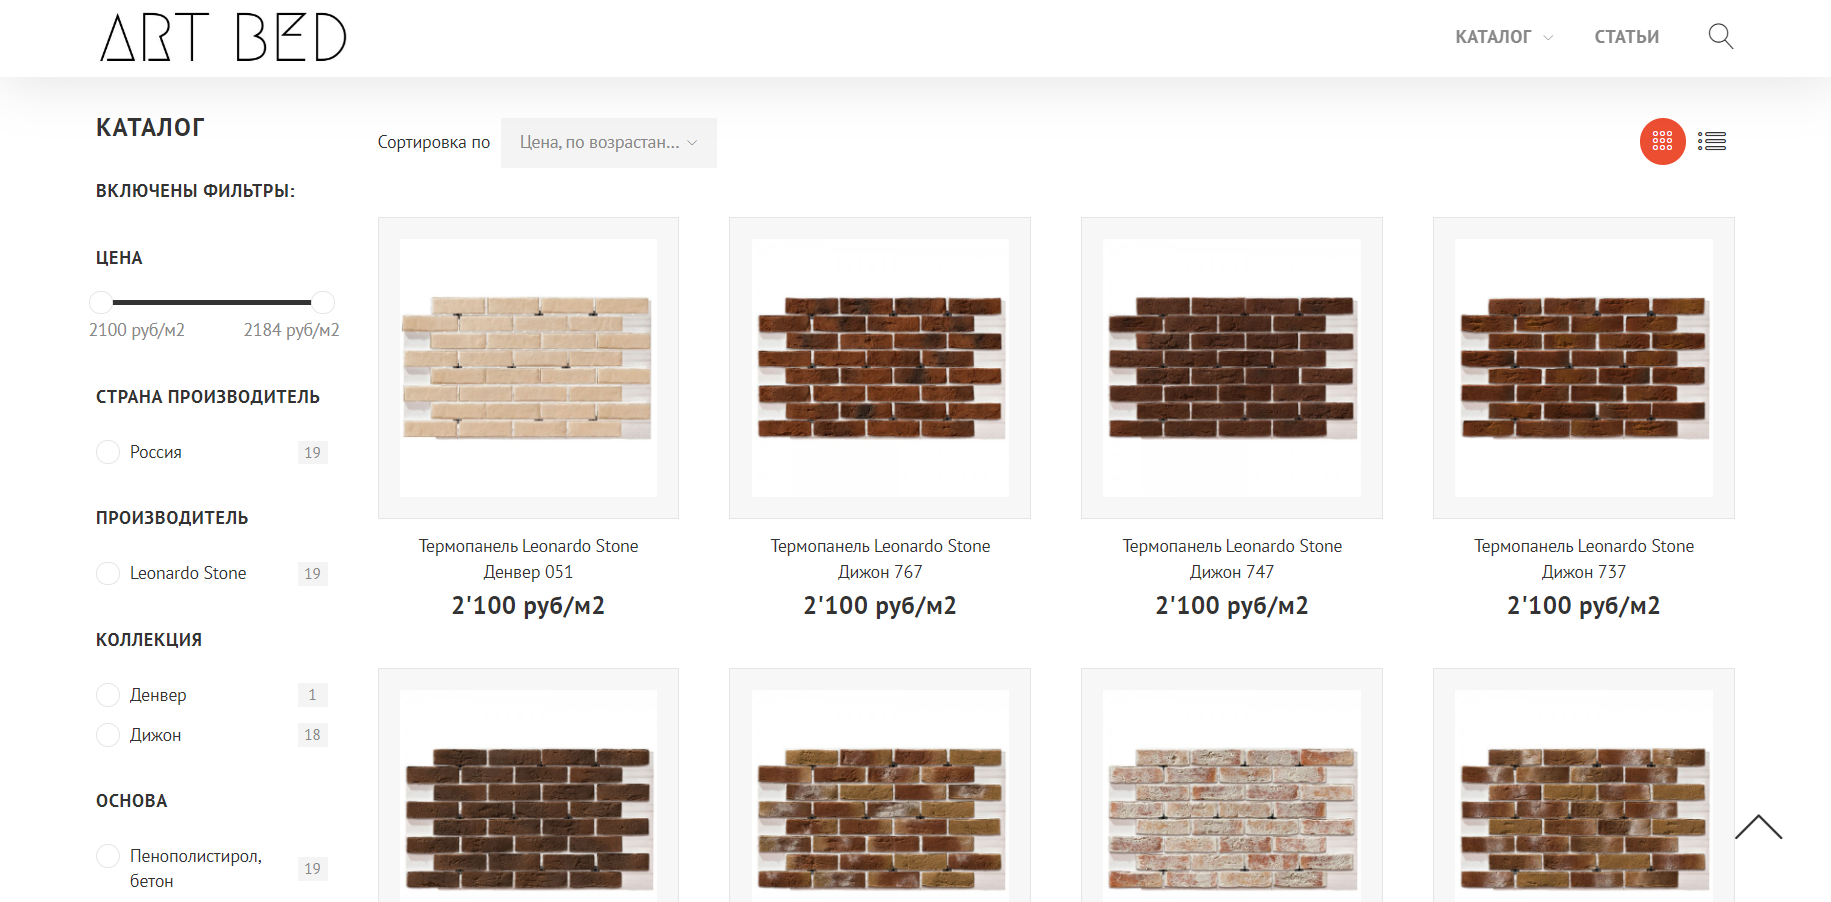 ART BED
КАТАЛОГ
СТАТЬИ
КАТАЛОГ
ВКЛЮЧЕНЫ ФИЛЬТРЫ:
ЦЕНА
2100 руб/м2
2184 руб/м2
СТРАНА ПРОИЗВОДИТЕЛЬ
Россия 19
ПРОИЗВОДИТЕЛЬ
Leonardo Stone 19
КОЛЛЕКЦИЯ
Денвер 1
Дижон 18
ОСНОВА
Пенополистирол,
бетон
19
Сортировка по
Цена, по возрастан...
Термопанель Leonardo Stone
Денвер 051
2'100 руб/м2
Термопанель Leonardo Stone
Дижон 767
2'100 руб/м2
Термопанель Leonardo Stone
Дижон 747
2'100 руб/м2
Термопанель Leonardo Stone
Дижон 737
2'100 руб/м2